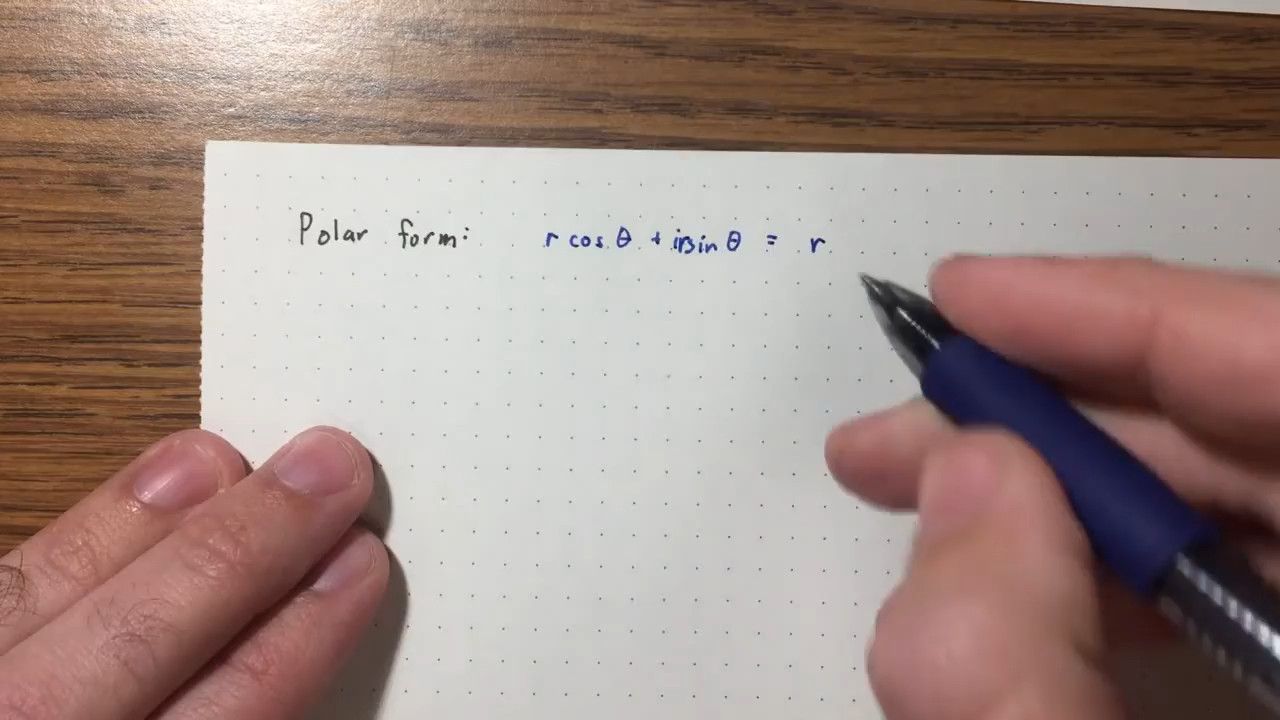 Polar form: r cos θ + irsin θ = r